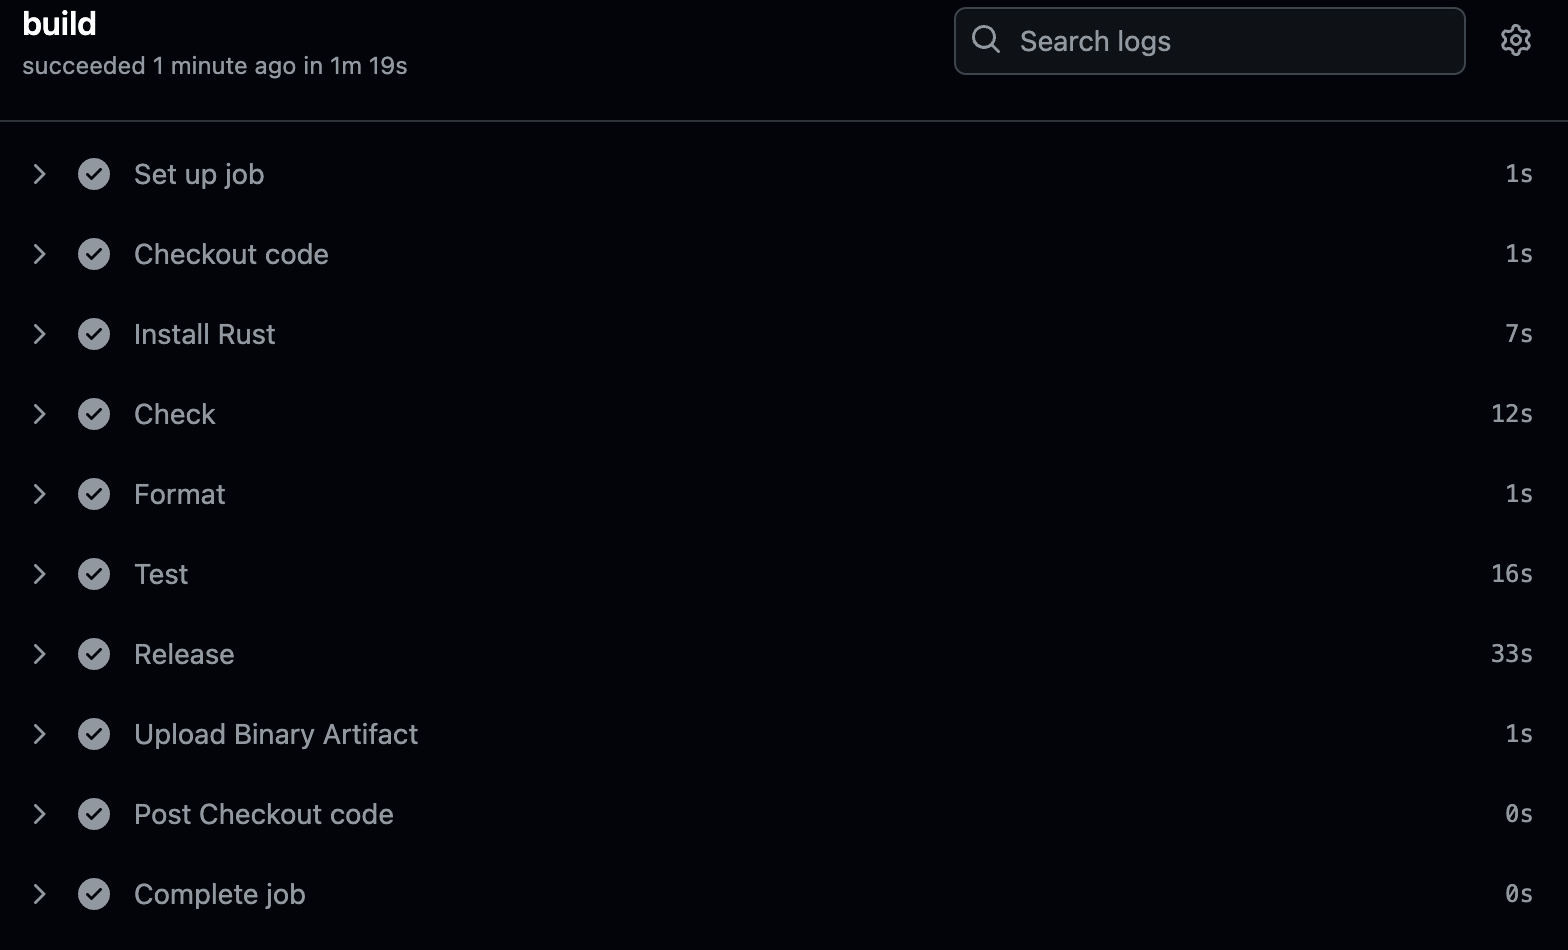 build
succeeded 1 minute ago in 1m 19s
Search logs
Set up job 1s
Checkout code 1s
Install Rust 7s
Check 12s
Format 1s
Test 16s
Release 33s
Upload Binary Artifact 1s
Post Checkout code 0s
Complete job 0s